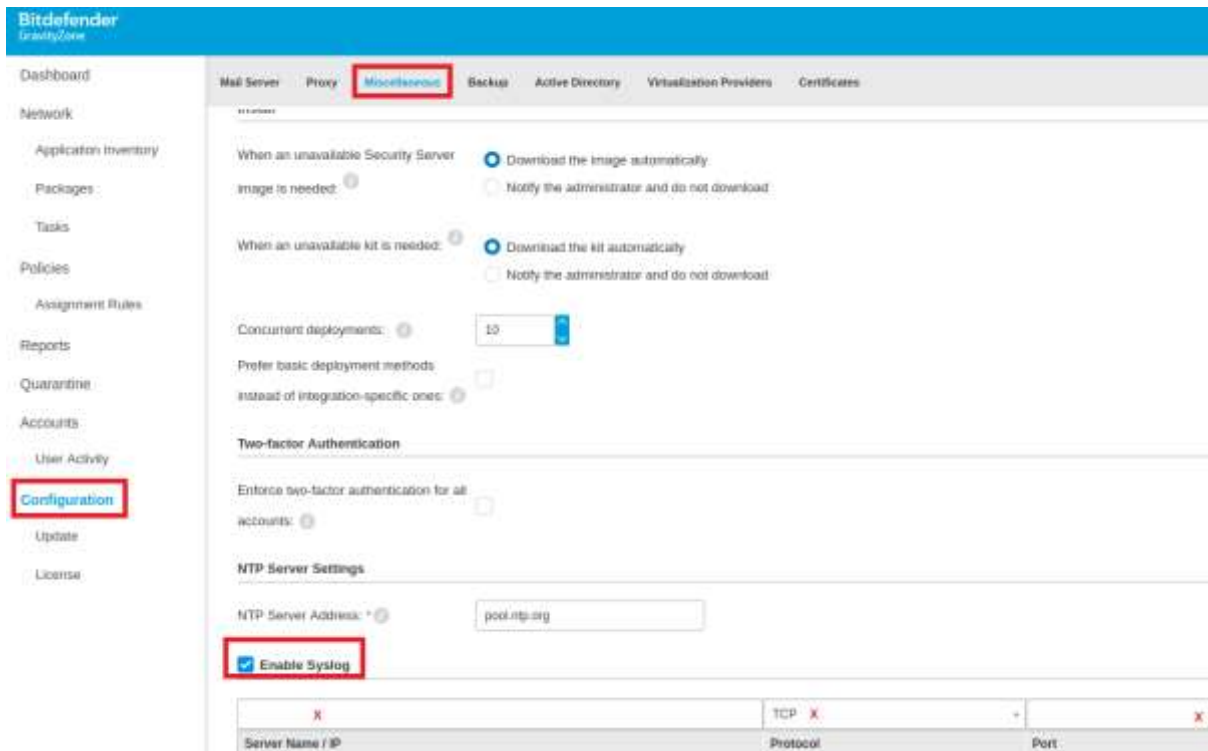 Bitdefender
GravityZone
Dashboard
Network
Application Inventory
Packages
Tasks
Policies
Assignment Rules
Reports
Quarantine
Accounts
User Activity
Configuration
Update
License
Mail Server Proxy Miscellaneous Backup Active Directory Virtualization Providers Certificates
When an unavailable Security Server
image is needed:
Download the image automatically
Notify the administrator and do not download
When an unavailable kit is needed:
Download the kit automatically
Notify the administrator and do not download
Concurrent deployments: 10
Prefer basic deployment methods
instead of integration-specific ones:
Two-factor Authentication
Enforce two-factor authentication for all
accounts:
NTP Server Settings
NTP Server Address: * pool.ntp.org
Enable Syslog
X TCP X X
Server Name / IP Protocol Port